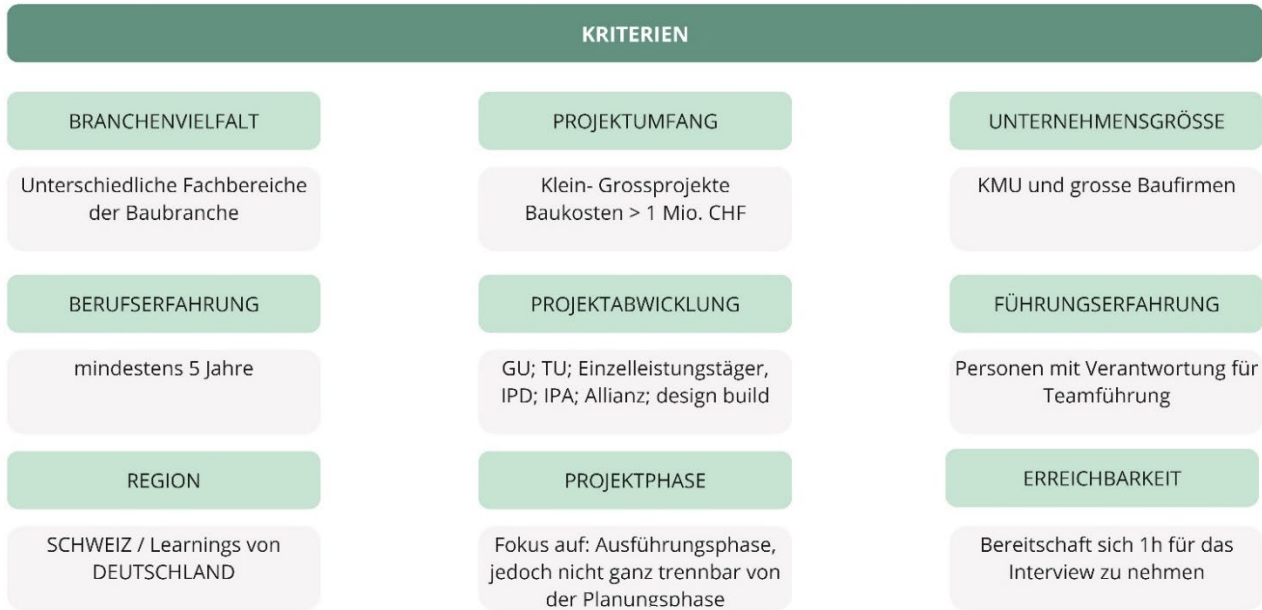 KRITERIEN
BRANCHENVIELFALT
Unterschiedliche Fachbereiche
der Baubranche
PROJEKTUMFANG
Klein- Grossprojekte
Baukosten > 1 Mio. CHF
UNTERNEHMENSGRÖSSE
KMU und grosse Baufirmen
BERUFSERFAHRUNG
mindestens 5 Jahre
PROJEKTABWICKLUNG
GU; TU; Einzelleistungstäger,
IPD; IPA; Allianz; design build
FÜHRUNGSERFAHRUNG
Personen mit Verantwortung für
Teamführung
REGION
SCHWEIZ / Learnings von
DEUTSCHLAND
PROJEKTPHASE
Fokus auf: Ausführungsphase,
jedoch nicht ganz trennbar von
der Planungsphase
ERREICHBARKEIT
Bereitschaft sich 1h für das
Interview zu nehmen